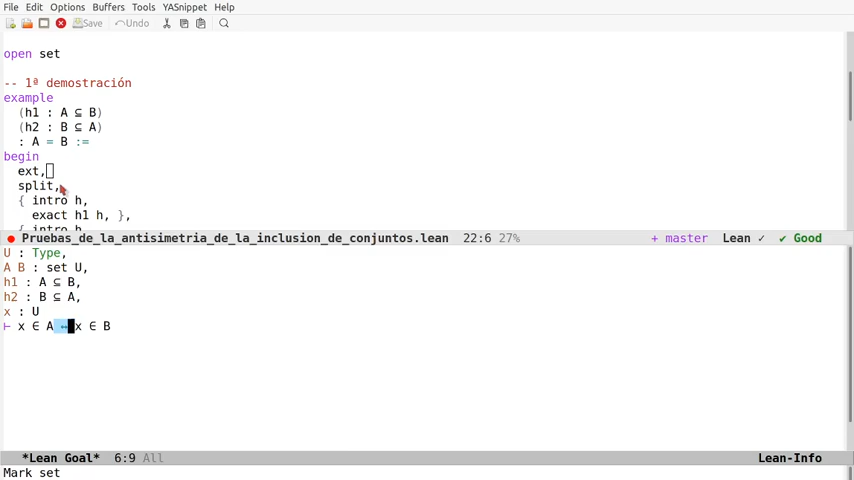 File Edit Options Buffers Tools YASnippet Help
Save Undo
open set
-- 1ª demostración
example
(h1 : A ⊆ B)
(h2 : B ⊆ A)
: A = B :=
begin
ext,
split,
{ intro h,
exact h1 h, },
{ intro h,
Pruebas_de_la_antisimetria_de_la_inclusion_de_conjuntos.lean 22:6 27% + master Lean ✓ ✔ Good
U : Type,
A B : set U,
h1 : A ⊆ B,
h2 : B ⊆ A,
x : U
⊢ x ∈ A ↔ x ∈ B
*Lean Goal* 6:9 All Lean-Info
Mark set